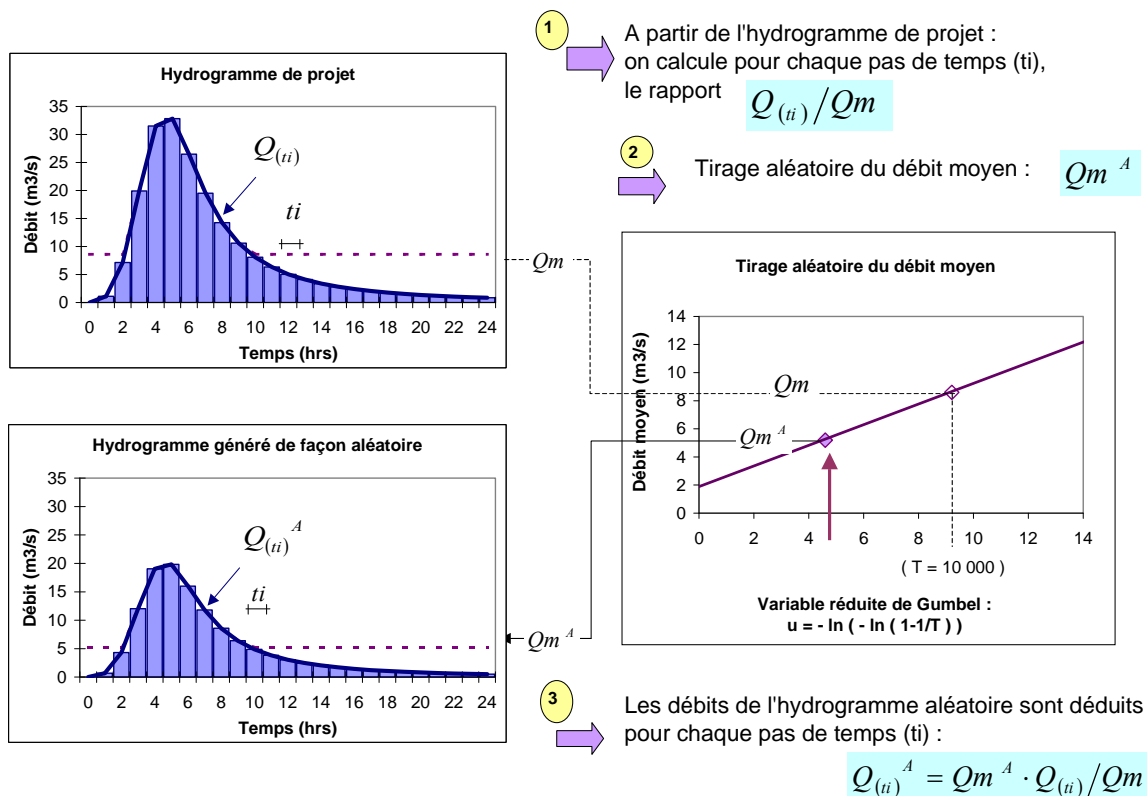 1
A partir de l'hydrogramme de projet :
on calcule pour chaque pas de temps (ti),
le rapport Q(ti)/Qm
2
Tirage aléatoire du débit moyen : Qm A
Hydrogramme de projet
Débit (m3/s)
35
30
25
20
15
10
5
0
Q(ti)
ti
0 2 4 6 8 10 12 14 16 18 20 22 24
Temps (hrs)
Qm
Tirage aléatoire du débit moyen
Débit moyen (m3/s)
14
12
10
8
6
4
2
0
Qm
Qm A
0 2 4 6 8 10 12 14
( T = 10 000 )
Variable réduite de Gumbel :
u = - ln ( - ln ( 1-1/T ) )
Hydrogramme généré de façon aléatoire
Débit (m3/s)
35
30
25
20
15
10
5
0
Q(ti) A
ti
0 2 4 6 8 10 12 14 16 18 20 22 24
Temps (hrs)
Qm A
3
Les débits de l'hydrogramme aléatoire sont déduits
pour chaque pas de temps (ti) :
Q(ti) A = Qm A · Q(ti)/Qm